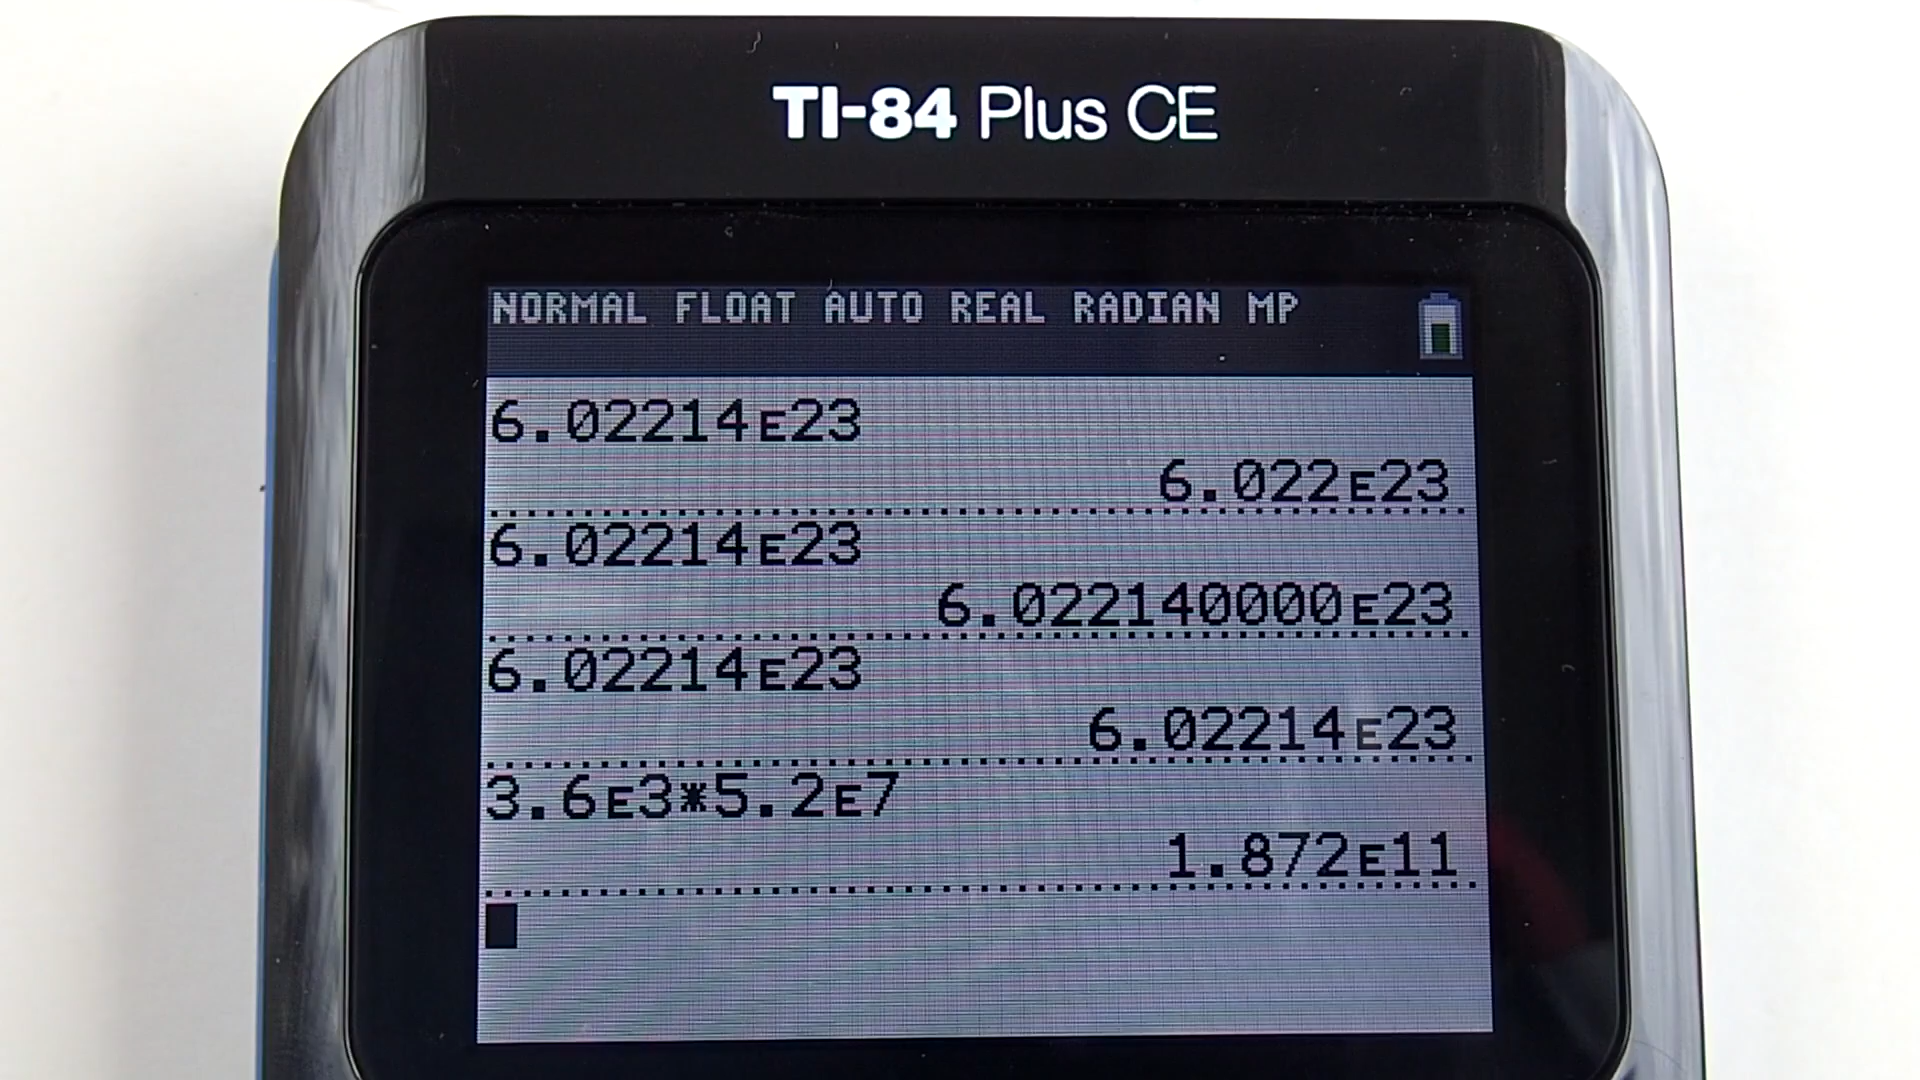 TI-84 Plus CE
NORMAL FLOAT AUTO REAL RADIAN MP
6.02214E23
6.022E23
6.02214E23
6.022140000E23
6.02214E23
6.02214E23
3.6E3*5.2E7
1.872E11